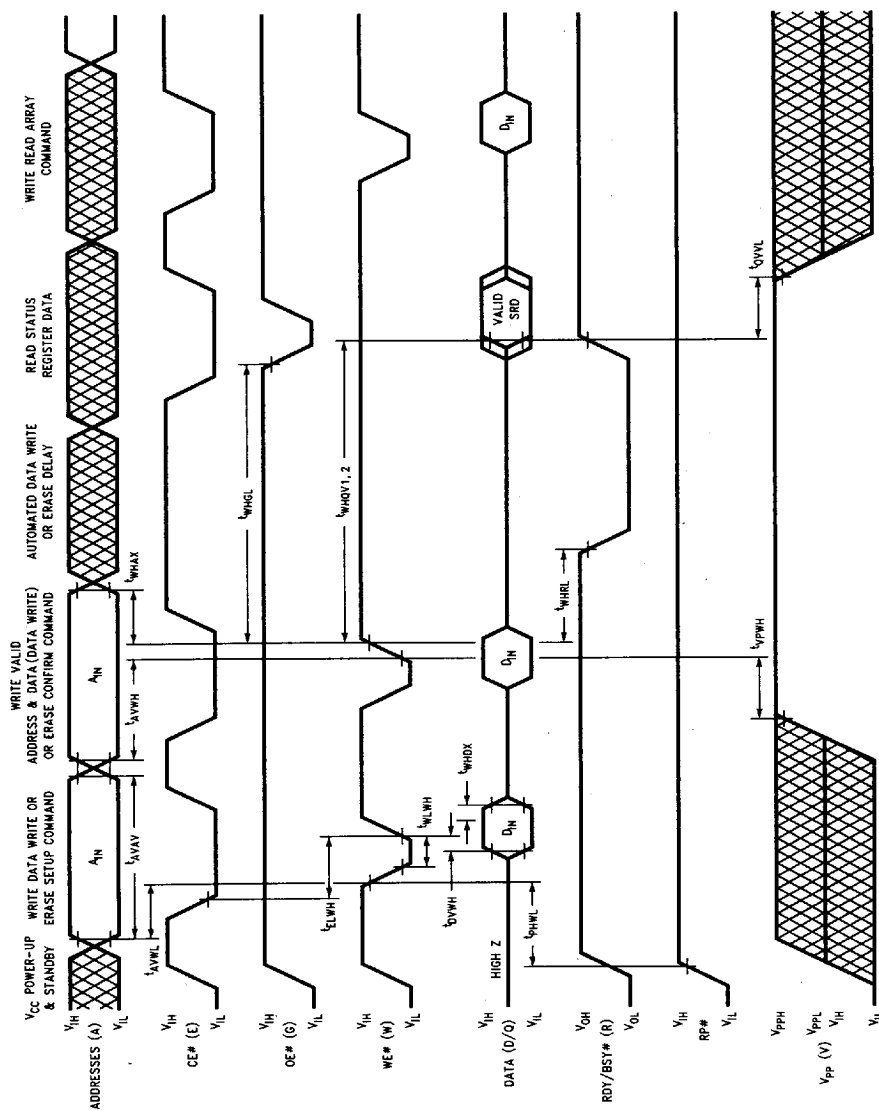 V_CC POWER-UP
& STANDBY
WRITE DATA WRITE OR
ERASE SETUP COMMAND
WRITE VALID
ADDRESS & DATA (DATA WRITE)
OR ERASE CONFIRM COMMAND
AUTOMATED DATA WRITE
OR ERASE DELAY
READ STATUS
REGISTER DATA
WRITE READ ARRAY
COMMAND
ADDRESSES (A)
V_IH
V_IL
A_IN
A_IN
t_AVAV
t_AVWH
t_WHAX
t_AVWL
CE# (E)
V_IH
V_IL
OE# (G)
V_IH
V_IL
t_WHGL
t_ELWH
WE# (W)
V_IH
V_IL
t_WHQV1, 2
t_WLWH
t_DVWH
t_WHDX
DATA (D/Q)
V_IH
V_IL
HIGH Z
D_IN
D_IN
VALID
SRD
D_IN
t_PHWL
t_WHRL
RDY/BSY# (R)
V_OH
V_OL
RP#
V_IH
V_IL
t_VPWH
t_QVVL
V_PP (V)
V_PPH
V_PPL
V_IH
V_IL